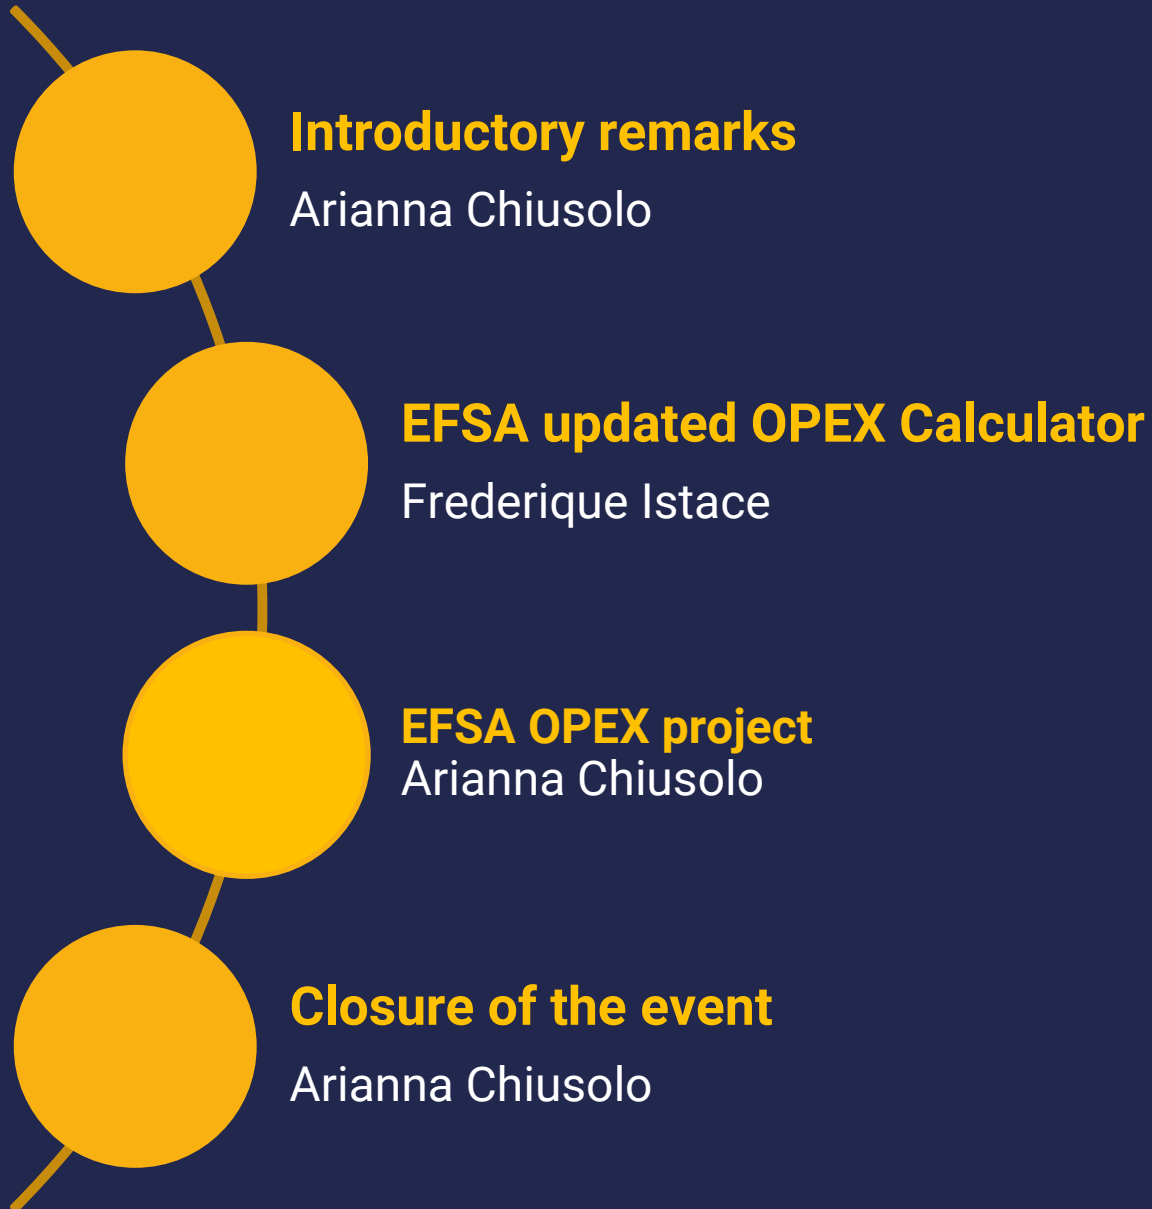 Introductory remarks
Arianna Chiusolo
EFSA updated OPEX Calculator
Frederique Istace
EFSA OPEX project
Arianna Chiusolo
Closure of the event
Arianna Chiusolo